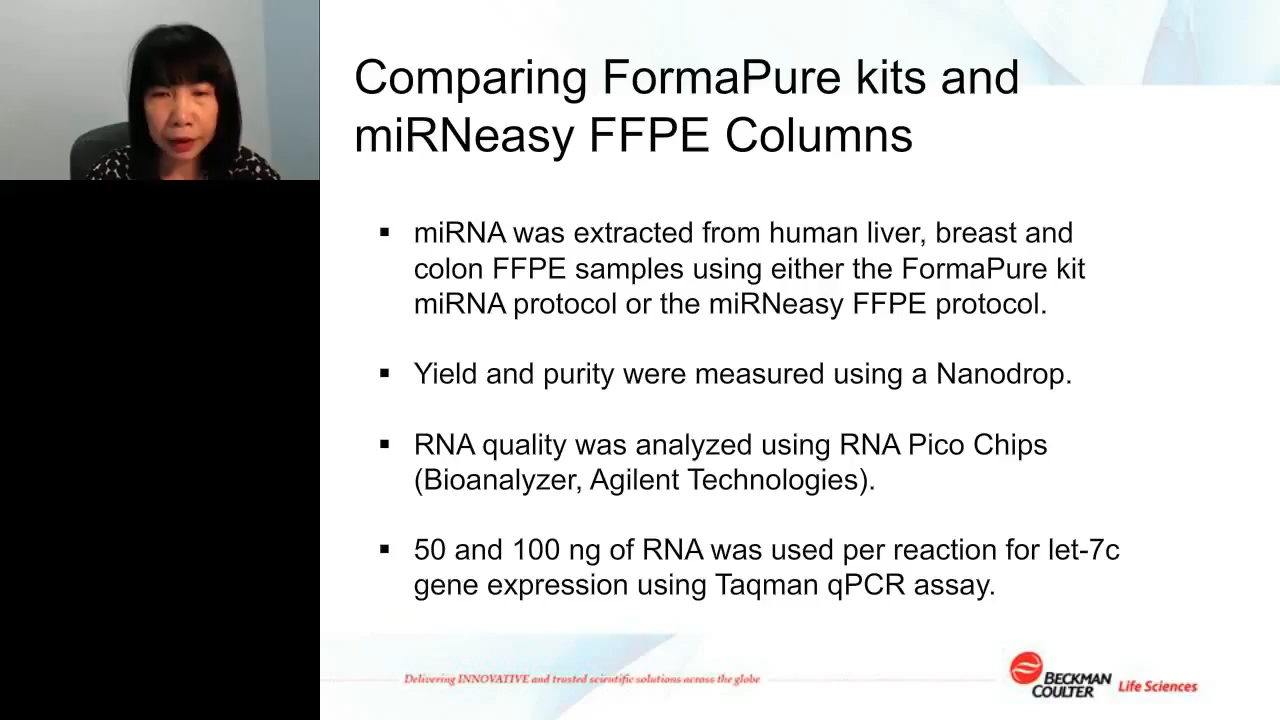 Comparing FormaPure kits and
miRNeasy FFPE Columns
▪ miRNA was extracted from human liver, breast and
colon FFPE samples using either the FormaPure kit
miRNA protocol or the miRNeasy FFPE protocol.
▪ Yield and purity were measured using a Nanodrop.
▪ RNA quality was analyzed using RNA Pico Chips
(Bioanalyzer, Agilent Technologies).
▪ 50 and 100 ng of RNA was used per reaction for let-7c
gene expression using Taqman qPCR assay.
Delivering INNOVATIVE and trusted scientific solutions across the globe
BECKMAN
COULTER Life Sciences